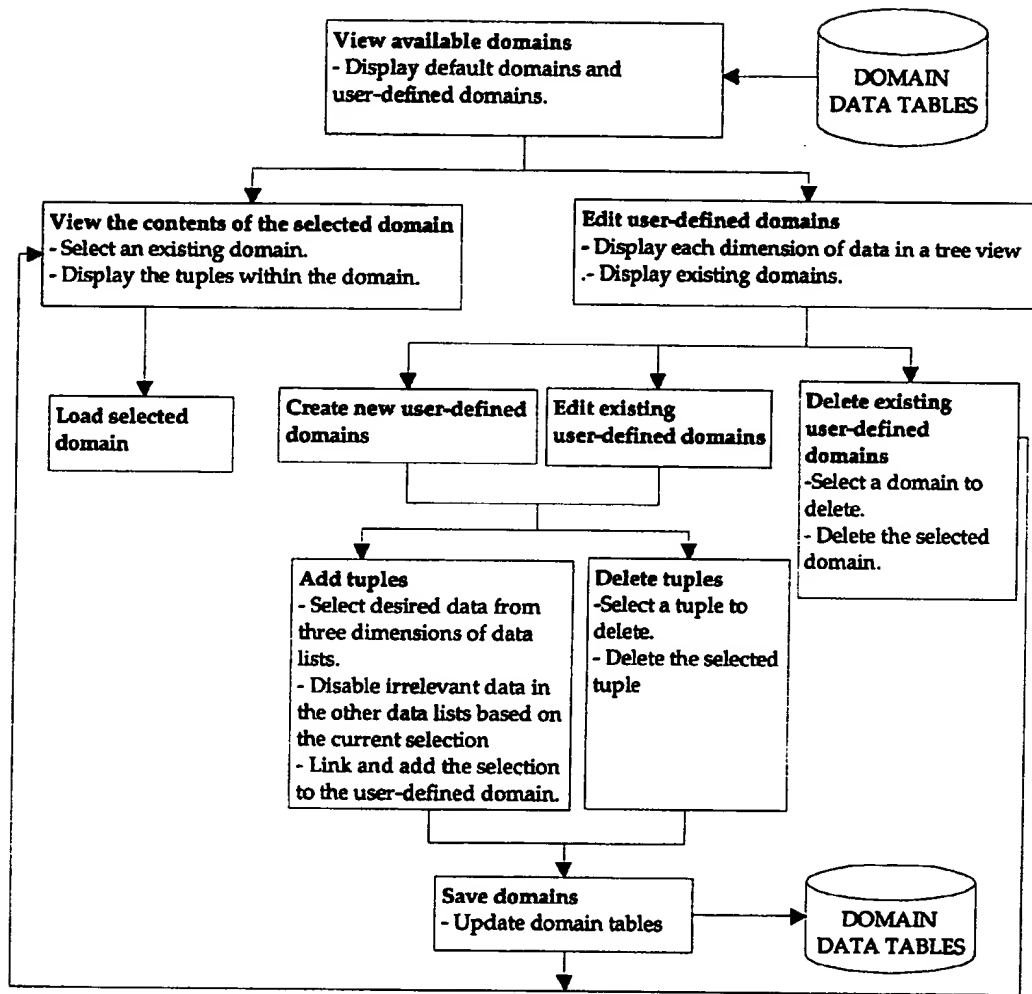 View available domains
- Display default domains and
user-defined domains.
DOMAIN
DATA TABLES
View the contents of the selected domain
- Select an existing domain.
- Display the tuples within the domain.
Edit user-defined domains
- Display each dimension of data in a tree view
.- Display existing domains.
Load selected
domain
Create new user-defined
domains
Edit existing
user-defined domains
Delete existing
user-defined
domains
-Select a domain to
delete.
- Delete the selected
domain.
Add tuples
- Select desired data from
three dimensions of data
lists.
- Disable irrelevant data in
the other data lists based on
the current selection
- Link and add the selection
to the user-defined domain.
Delete tuples
-Select a tuple to
delete.
- Delete the selected
tuple
Save domains
- Update domain tables
DOMAIN
DATA TABLES